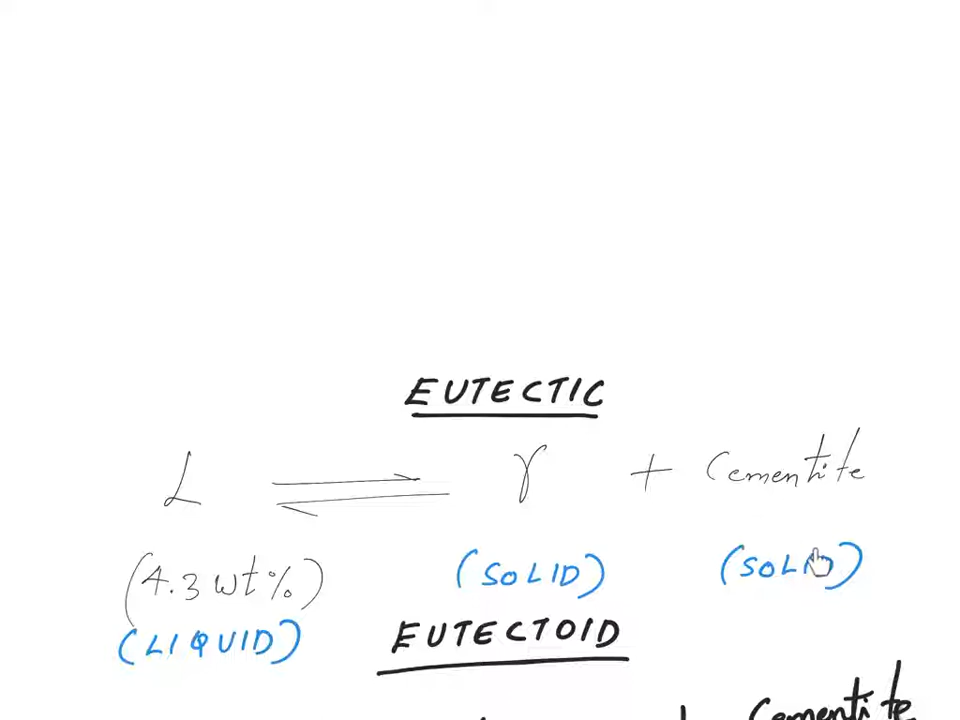 EUTECTIC
L ⇌ γ + Cementite
(4.3 wt%) (SOLID) (SOLID)
(LIQUID)
EUTECTOID
Cementite